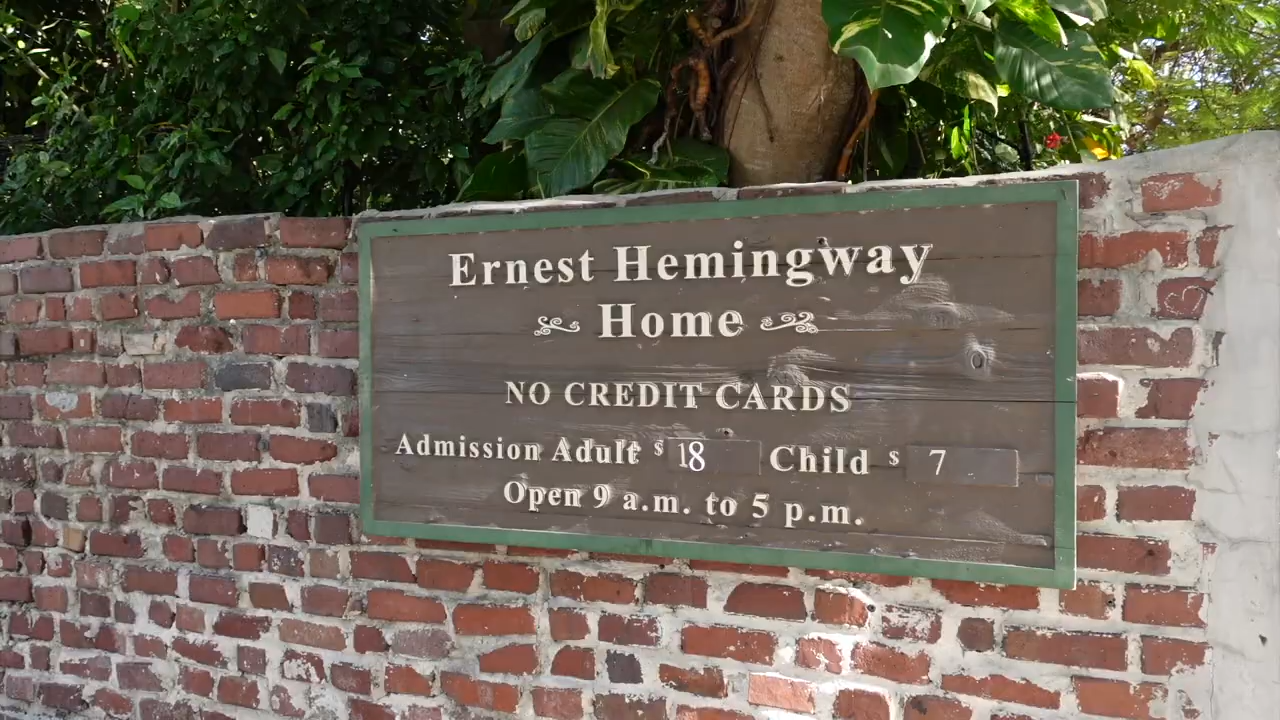 Ernest Hemingway
Home
NO CREDIT CARDS
Admission Adult $ 18 Child $ 7
Open 9 a.m. to 5 p.m.